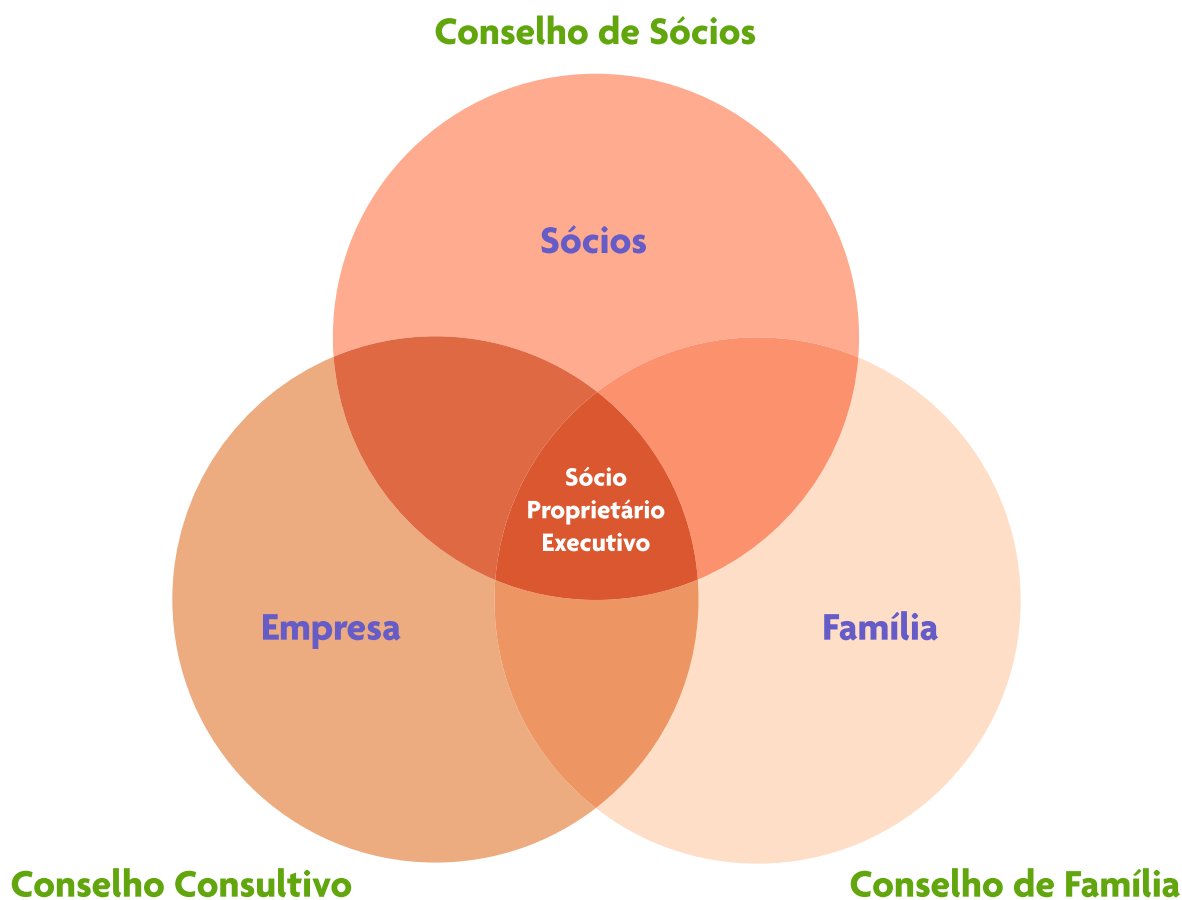 Conselho de Sócios
Sócios
Sócio
Proprietário
Executivo
Empresa
Família
Conselho Consultivo
Conselho de Família